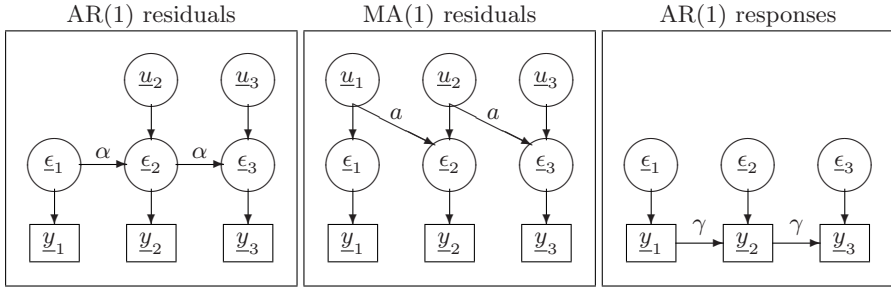 AR(1) residuals MA(1) residuals AR(1) responses
u2 u3 u1 u2 u3
a a
ϵ1 α ϵ2 α ϵ3 ϵ1 ϵ2 ϵ3 ϵ1 ϵ2 ϵ3
y1 y2 y3 y1 y2 y3 y1 γ y2 γ y3